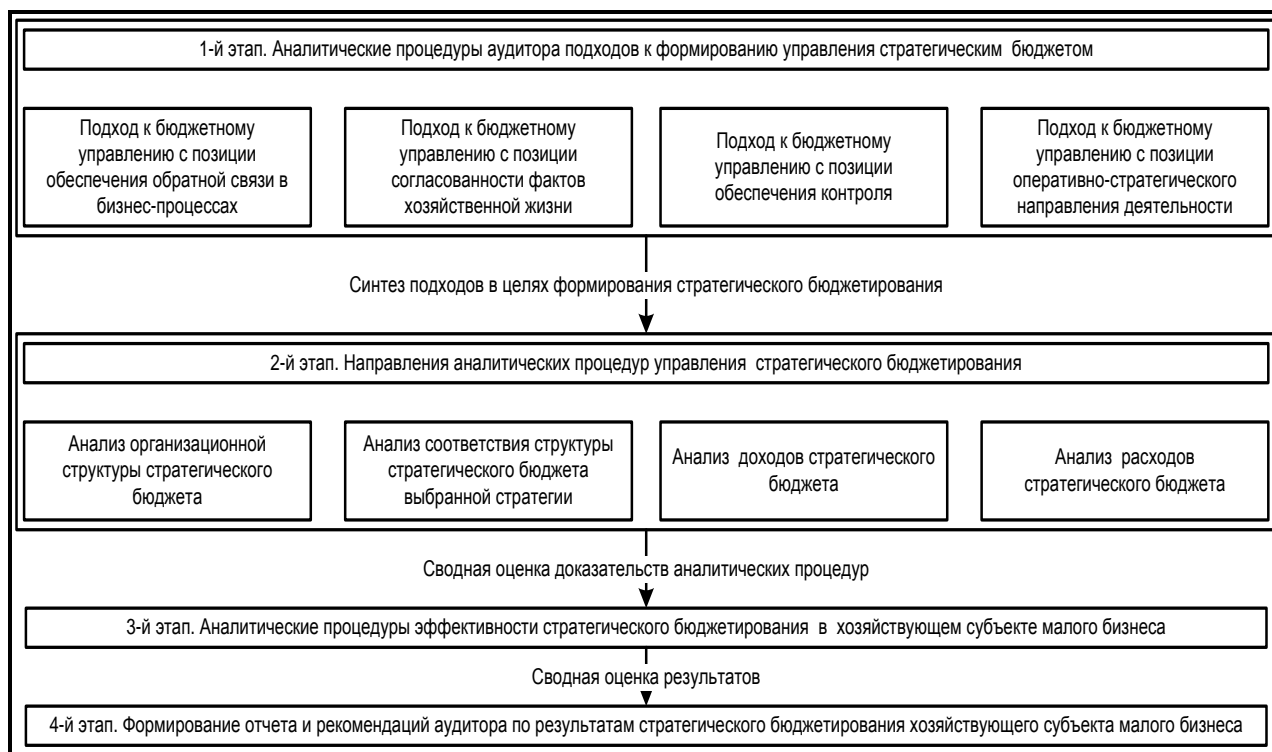 1-й этап. Аналитические процедуры аудитора подходов к формированию управления стратегическим бюджетом
Подход к бюджетному
управлению с позиции
обеспечения обратной связи в
бизнес-процессах
Подход к бюджетному
управлению с позиции
согласованности фактов
хозяйственной жизни
Подход к бюджетному
управлению с позиции
обеспечения контроля
Подход к бюджетному
управлению с позиции
оперативно-стратегического
направления деятельности
Синтез подходов в целях формирования стратегического бюджетирования
2-й этап. Направления аналитических процедур управления стратегического бюджетирования
Анализ организационной
структуры стратегического
бюджета
Анализ соответствия структуры
стратегического бюджета
выбранной стратегии
Анализ доходов стратегического
бюджета
Анализ расходов
стратегического бюджета
Сводная оценка доказательств аналитических процедур
3-й этап. Аналитические процедуры эффективности стратегического бюджетирования в хозяйствующем субъекте малого бизнеса
Сводная оценка результатов
4-й этап. Формирование отчета и рекомендаций аудитора по результатам стратегического бюджетирования хозяйствующего субъекта малого бизнеса